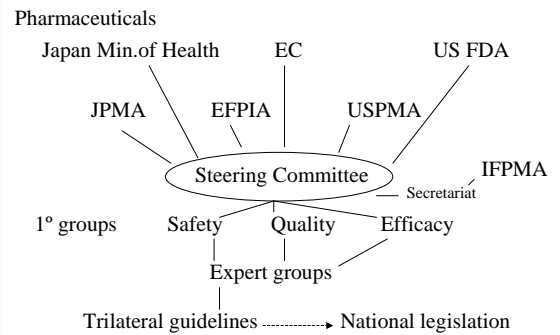 Pharmaceuticals
Japan Min.of Health EC US FDA
JPMA EFPIA USPMA
Steering Committee IFPMA
Secretariat
1º groups Safety Quality Efficacy
Expert groups
Trilateral guidelines National legislation